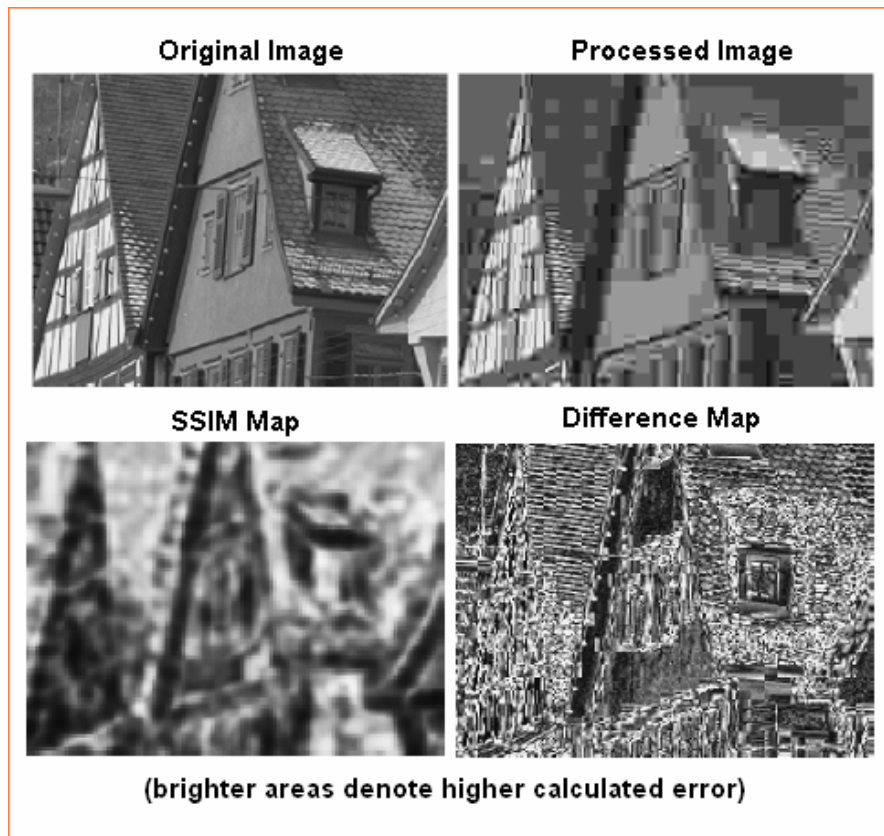 Original Image
Processed Image
SSIM Map
Difference Map
(brighter areas denote higher calculated error)